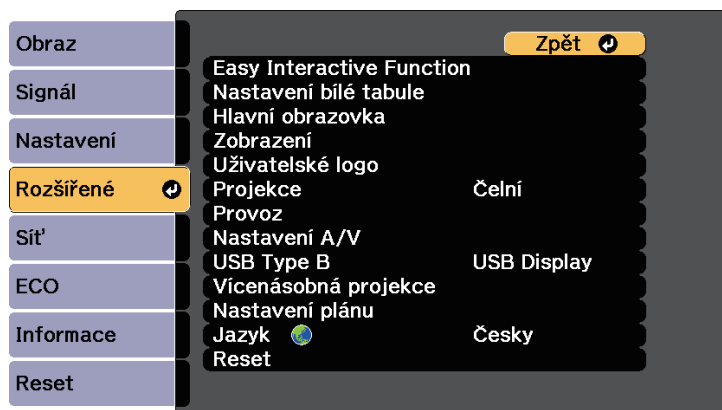 Obraz
Signál
Nastavení
Rozšířené
Síť
ECO
Informace
Reset
Zpět
Easy Interactive Function
Nastavení bílé tabule
Hlavní obrazovka
Zobrazení
Uživatelské logo
Projekce Čelní
Provoz
Nastavení A/V
USB Type B USB Display
Vícenásobná projekce
Nastavení plánu
Jazyk Česky
Reset